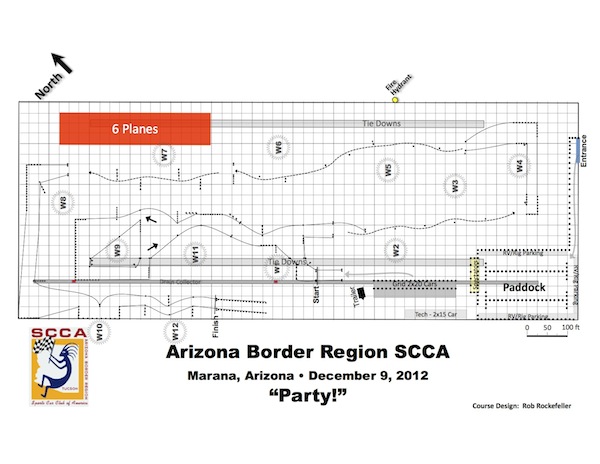 North
Fire
Hydrant
6 Planes
Tie Downs
W7
W6
W5
W4
W3
W8
Entrance
W9
W11
W2
Tie Downs
RV/Rig Parking
Paddock
Start
Trailer
Grid 2x20 Cars
Tech - 2x15 Car
RV/Rig Parking
W10
W12
Finish
0 50 100 ft
SCCA
TUCSON
Sports Car Club of America
Arizona Border Region SCCA
Marana, Arizona • December 9, 2012
“Party!”
Course Design: Rob Rockefeller